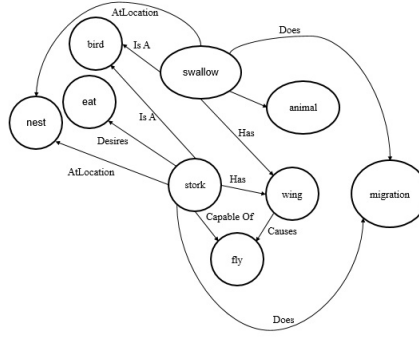 AtLocation
Does
bird
Is A
swallow
eat
animal
nest
Is A
Has
Desires
AtLocation
stork
Has
wing
migration
Capable Of
Causes
fly
Does